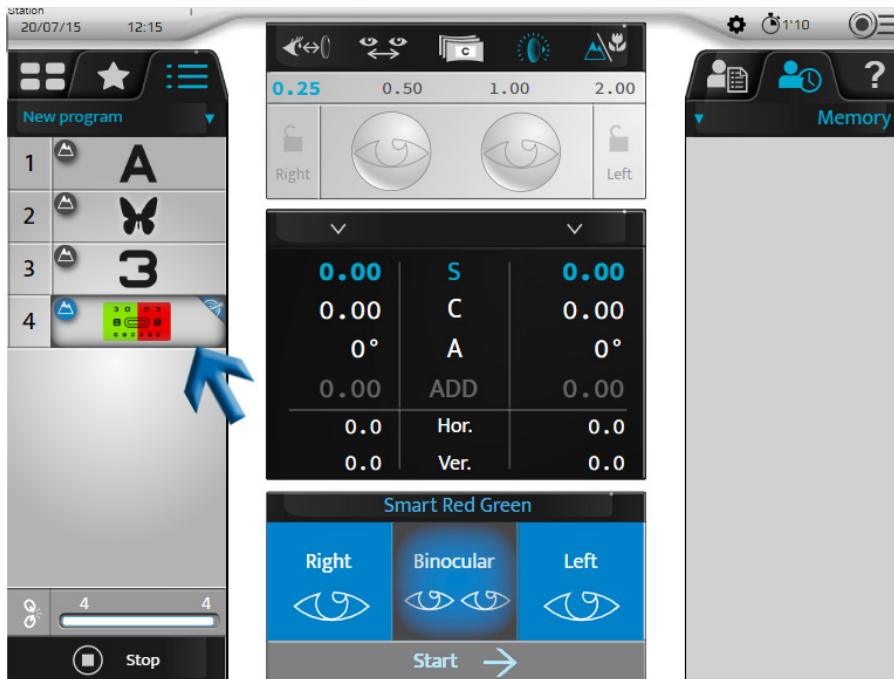 Station
20/07/15 12:15
1'10
C
?
New program
Memory
0.25 0.50 1.00 2.00
Right Left
1 A
2
3 3
4
0.00 S 0.00
0.00 C 0.00
0° A 0°
0.00 ADD 0.00
0.0 Hor. 0.0
0.0 Ver. 0.0
Smart Red Green
Right Binocular Left
4 4
Stop
Start